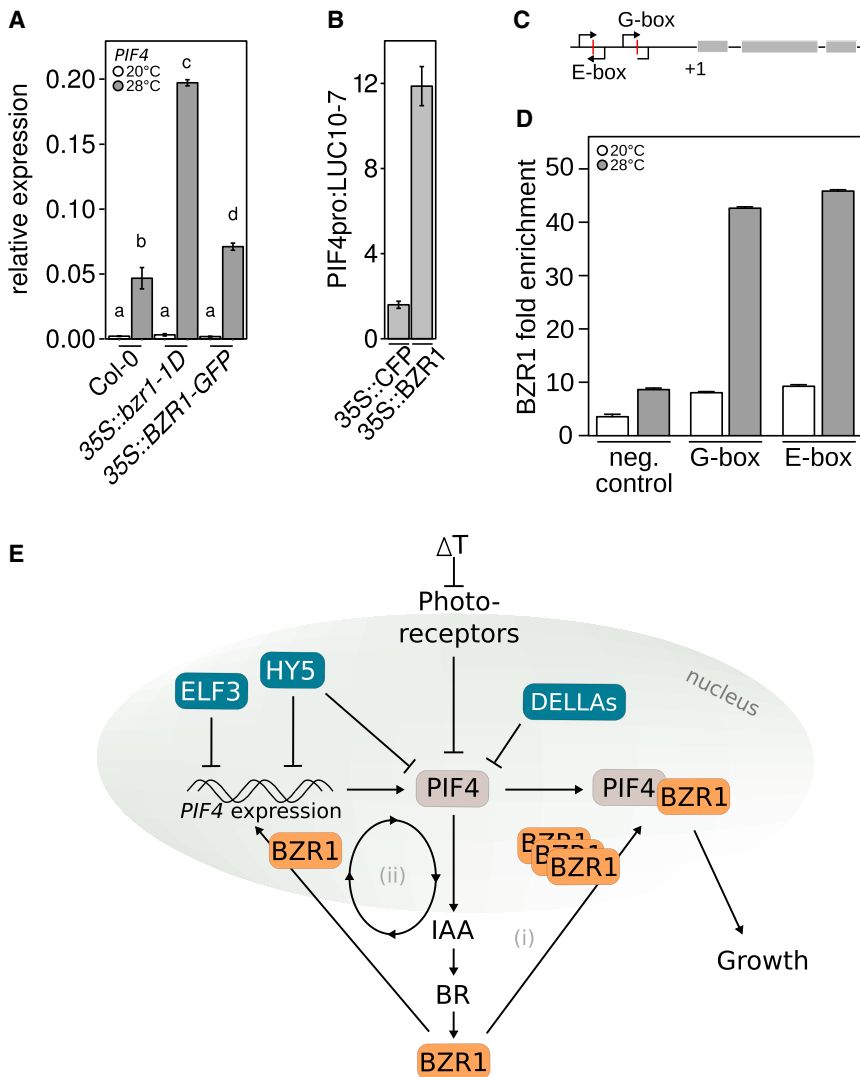 A
PIF4
20°C
28°C
relative expression
0.20
0.15
0.10
0.05
0.00
a
b
a
c
a
d
Col-0
35S::bzr1-1D
35S::BZR1-GFP
B
PIF4pro:LUC10-7
12
8
4
0
35S::CFP
35S::BZR1
C
G-box
E-box
+1
D
20°C
28°C
BZR1 fold enrichment
50
40
30
20
10
0
neg.
control
G-box
E-box
E
ΔT
Photo-
receptors
nucleus
ELF3
HY5
DELLAs
PIF4 expression
PIF4
PIF4
BZR1
BZR1
BZR1
BZR1
BZR1
(ii)
(i)
IAA
BR
BZR1
Growth